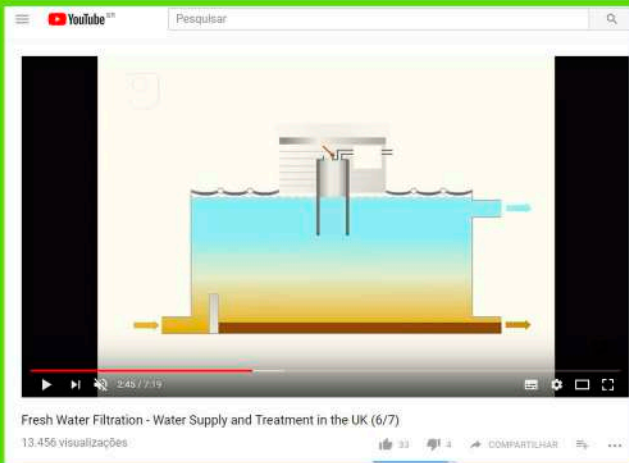 YouTube BR
Pesquisar
2:45 / 7:19
Fresh Water Filtration - Water Supply and Treatment in the UK (6/7)
13.456 visualizações
33 4 COMPARTILHAR